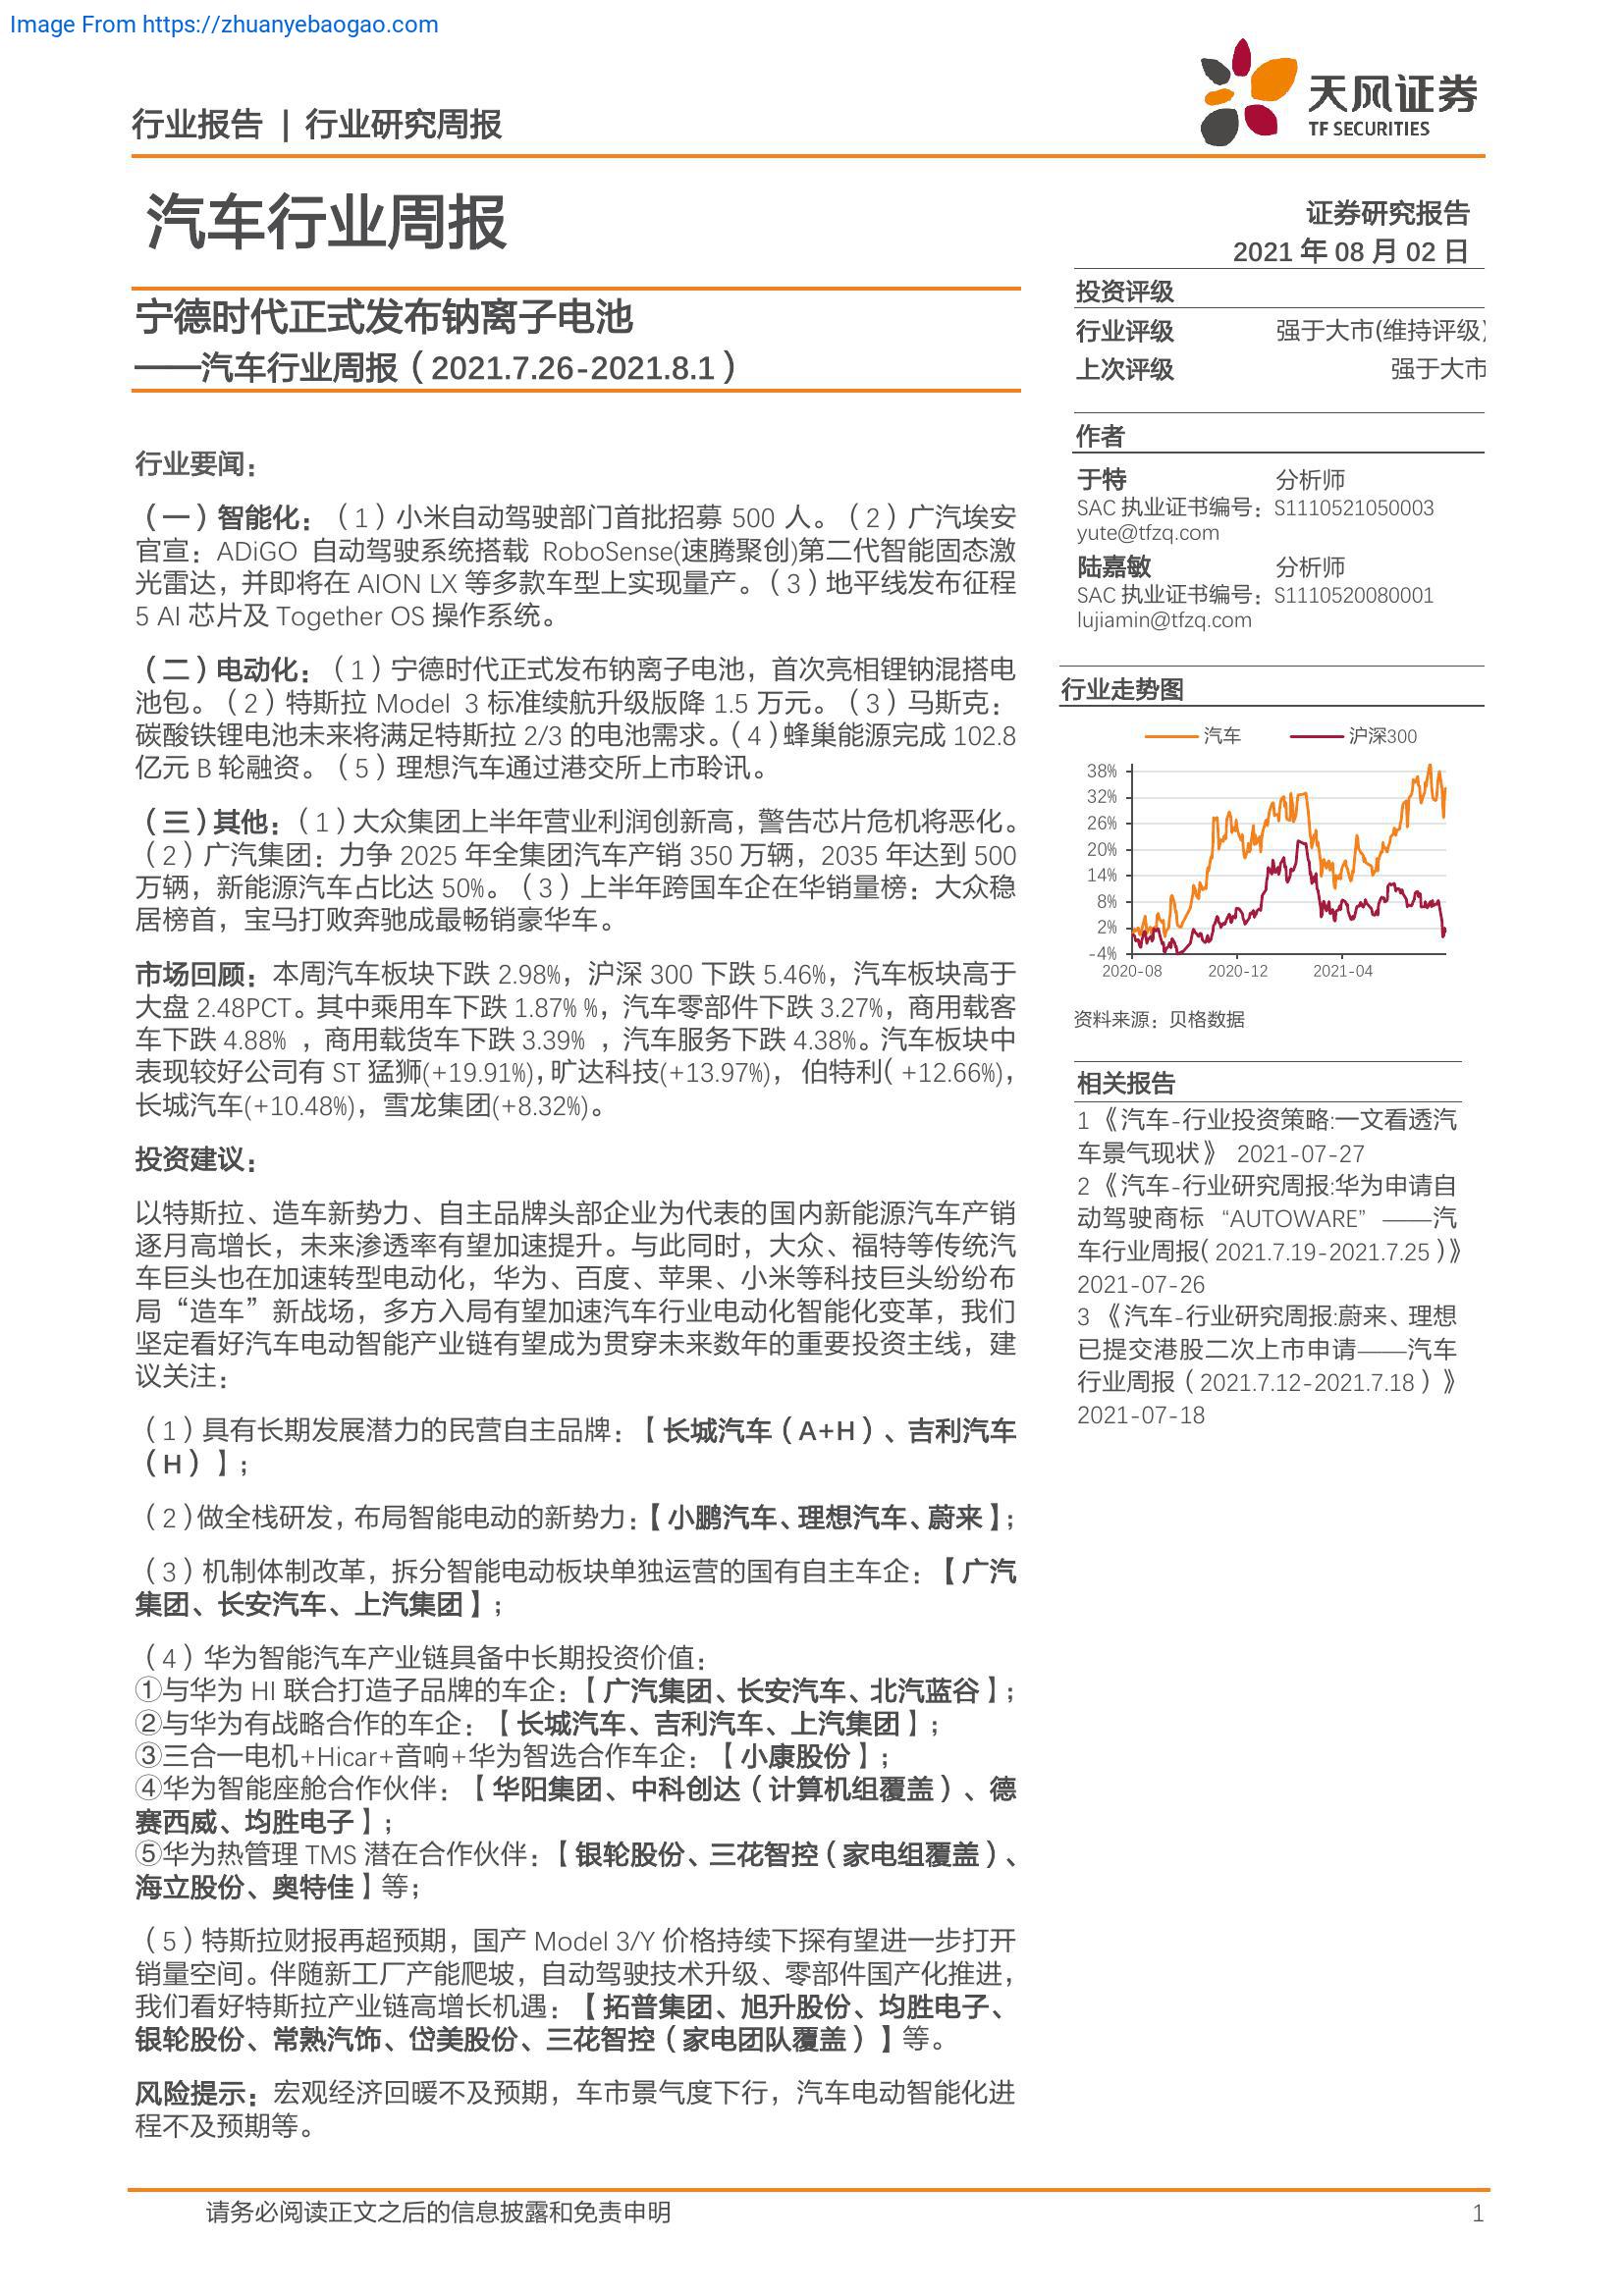 Image From https://zhuanyebaogao.com
行业报告 | 行业研究周报
天风证券
TF SECURITIES
汽车行业周报
证券研究报告
2021 年 08 月 02 日
宁德时代正式发布钠离子电池
——汽车行业周报（2021.7.26-2021.8.1）
行业要闻：
（一）智能化：（1）小米自动驾驶部门首批招募 500 人。（2）广汽埃安
官宣：ADiGO 自动驾驶系统搭载 RoboSense(速腾聚创)第二代智能固态激
光雷达，并即将在 AION LX 等多款车型上实现量产。（3）地平线发布征程
5 AI 芯片及 Together OS 操作系统。
（二）电动化：（1）宁德时代正式发布钠离子电池，首次亮相锂钠混搭电
池包。（2）特斯拉 Model 3 标准续航升级版降 1.5 万元。（3）马斯克：
碳酸铁锂电池未来将满足特斯拉 2/3 的电池需求。（4）蜂巢能源完成 102.8
亿元 B 轮融资。（5）理想汽车通过港交所上市聆讯。
（三）其他：（1）大众集团上半年营业利润创新高，警告芯片危机将恶化。
（2）广汽集团：力争 2025 年全集团汽车产销 350 万辆，2035 年达到 500
万辆，新能源汽车占比达 50%。（3）上半年跨国车企在华销量榜：大众稳
居榜首，宝马打败奔驰成最畅销豪华车。
市场回顾：本周汽车板块下跌 2.98%，沪深 300 下跌 5.46%，汽车板块高于
大盘 2.48PCT。其中乘用车下跌 1.87% %，汽车零部件下跌 3.27%，商用载客
车下跌 4.88% ，商用载货车下跌 3.39% ，汽车服务下跌 4.38%。汽车板块中
表现较好公司有 ST 猛狮(+19.91%)，旷达科技(+13.97%)， 伯特利( +12.66%)，
长城汽车(+10.48%)，雪龙集团(+8.32%)。
投资建议：
以特斯拉、造车新势力、自主品牌头部企业为代表的国内新能源汽车产销
逐月高增长，未来渗透率有望加速提升。与此同时，大众、福特等传统汽
车巨头也在加速转型电动化，华为、百度、苹果、小米等科技巨头纷纷布
局“造车”新战场，多方入局有望加速汽车行业电动化智能化变革，我们
坚定看好汽车电动智能产业链有望成为贯穿未来数年的重要投资主线，建
议关注：
（1）具有长期发展潜力的民营自主品牌：【长城汽车（A+H）、吉利汽车
（H）】；
（2）做全栈研发，布局智能电动的新势力：【小鹏汽车、理想汽车、蔚来】；
（3）机制体制改革，拆分智能电动板块单独运营的国有自主车企：【广汽
集团、长安汽车、上汽集团】；
（4）华为智能汽车产业链具备中长期投资价值：
①与华为 HI 联合打造子品牌的车企：【广汽集团、长安汽车、北汽蓝谷】；
②与华为有战略合作的车企：【长城汽车、吉利汽车、上汽集团】；
③三合一电机+Hicar+音响+华为智选合作车企：【小康股份】；
④华为智能座舱合作伙伴：【华阳集团、中科创达（计算机组覆盖）、德
赛西威、均胜电子】；
⑤华为热管理 TMS 潜在合作伙伴：【银轮股份、三花智控（家电组覆盖）、
海立股份、奥特佳】等；
（5）特斯拉财报再超预期，国产 Model 3/Y 价格持续下探有望进一步打开
销量空间。伴随新工厂产能爬坡，自动驾驶技术升级、零部件国产化推进，
我们看好特斯拉产业链高增长机遇：【拓普集团、旭升股份、均胜电子、
银轮股份、常熟汽饰、岱美股份、三花智控（家电团队覆盖）】等。
风险提示：宏观经济回暖不及预期，车市景气度下行，汽车电动智能化进
程不及预期等。
投资评级
行业评级 强于大市(维持评级)
上次评级 强于大市
作者
于特 分析师
SAC 执业证书编号：S1110521050003
yute@tfzq.com
陆嘉敏 分析师
SAC 执业证书编号：S1110520080001
lujiamin@tfzq.com
行业走势图
汽车 沪深300
38%
32%
26%
20%
14%
8%
2%
-4%
2020-08 2020-12 2021-04
资料来源：贝格数据
相关报告
1 《汽车-行业投资策略:一文看透汽
车景气现状》 2021-07-27
2 《汽车-行业研究周报:华为申请自
动驾驶商标 “AUTOWARE” ——汽
车行业周报（2021.7.19-2021.7.25）》
2021-07-26
3 《汽车-行业研究周报:蔚来、理想
已提交港股二次上市申请——汽车
行业周报（2021.7.12-2021.7.18）》
2021-07-18
请务必阅读正文之后的信息披露和免责申明 1